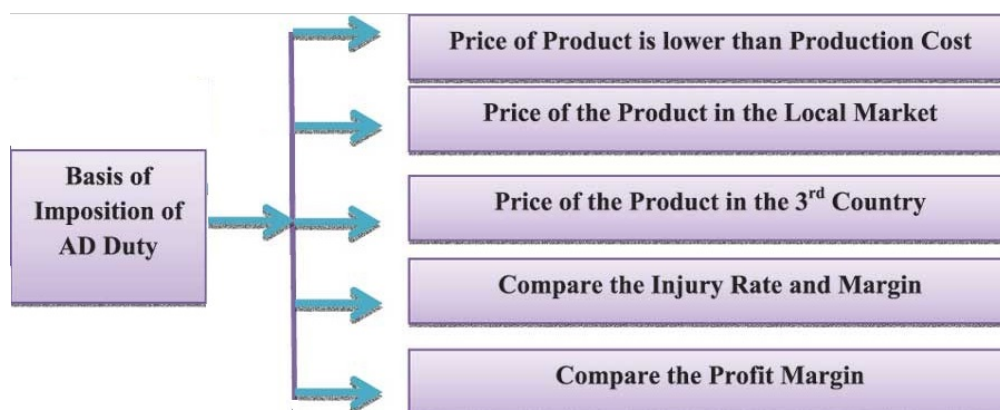 Basis of
Imposition of
AD Duty
Price of Product is lower than Production Cost
Price of the Product in the Local Market
Price of the Product in the 3rd Country
Compare the Injury Rate and Margin
Compare the Profit Margin